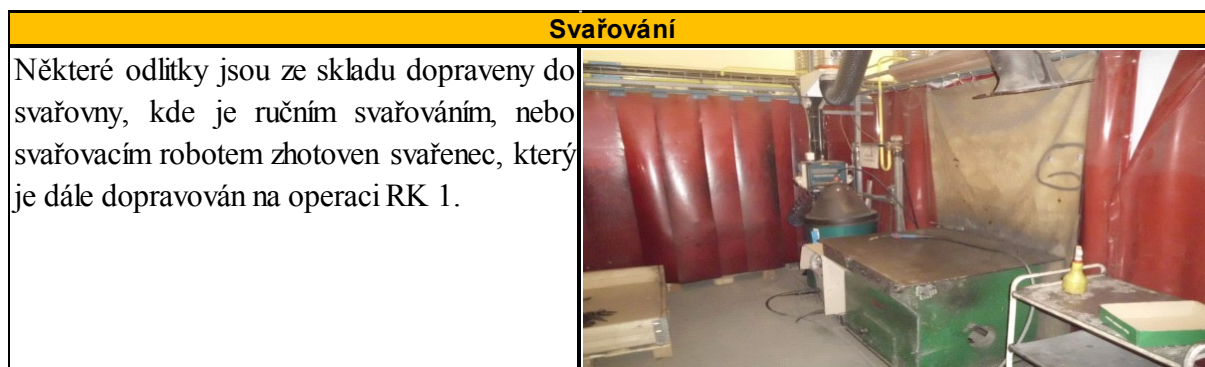 Svařování
Některé odlitky jsou ze skladu dopraveny do
svařovny, kde je ručním svařováním, nebo
svařovacím robotem zhotoven svařenec, který
je dále dopravován na operaci RK 1.